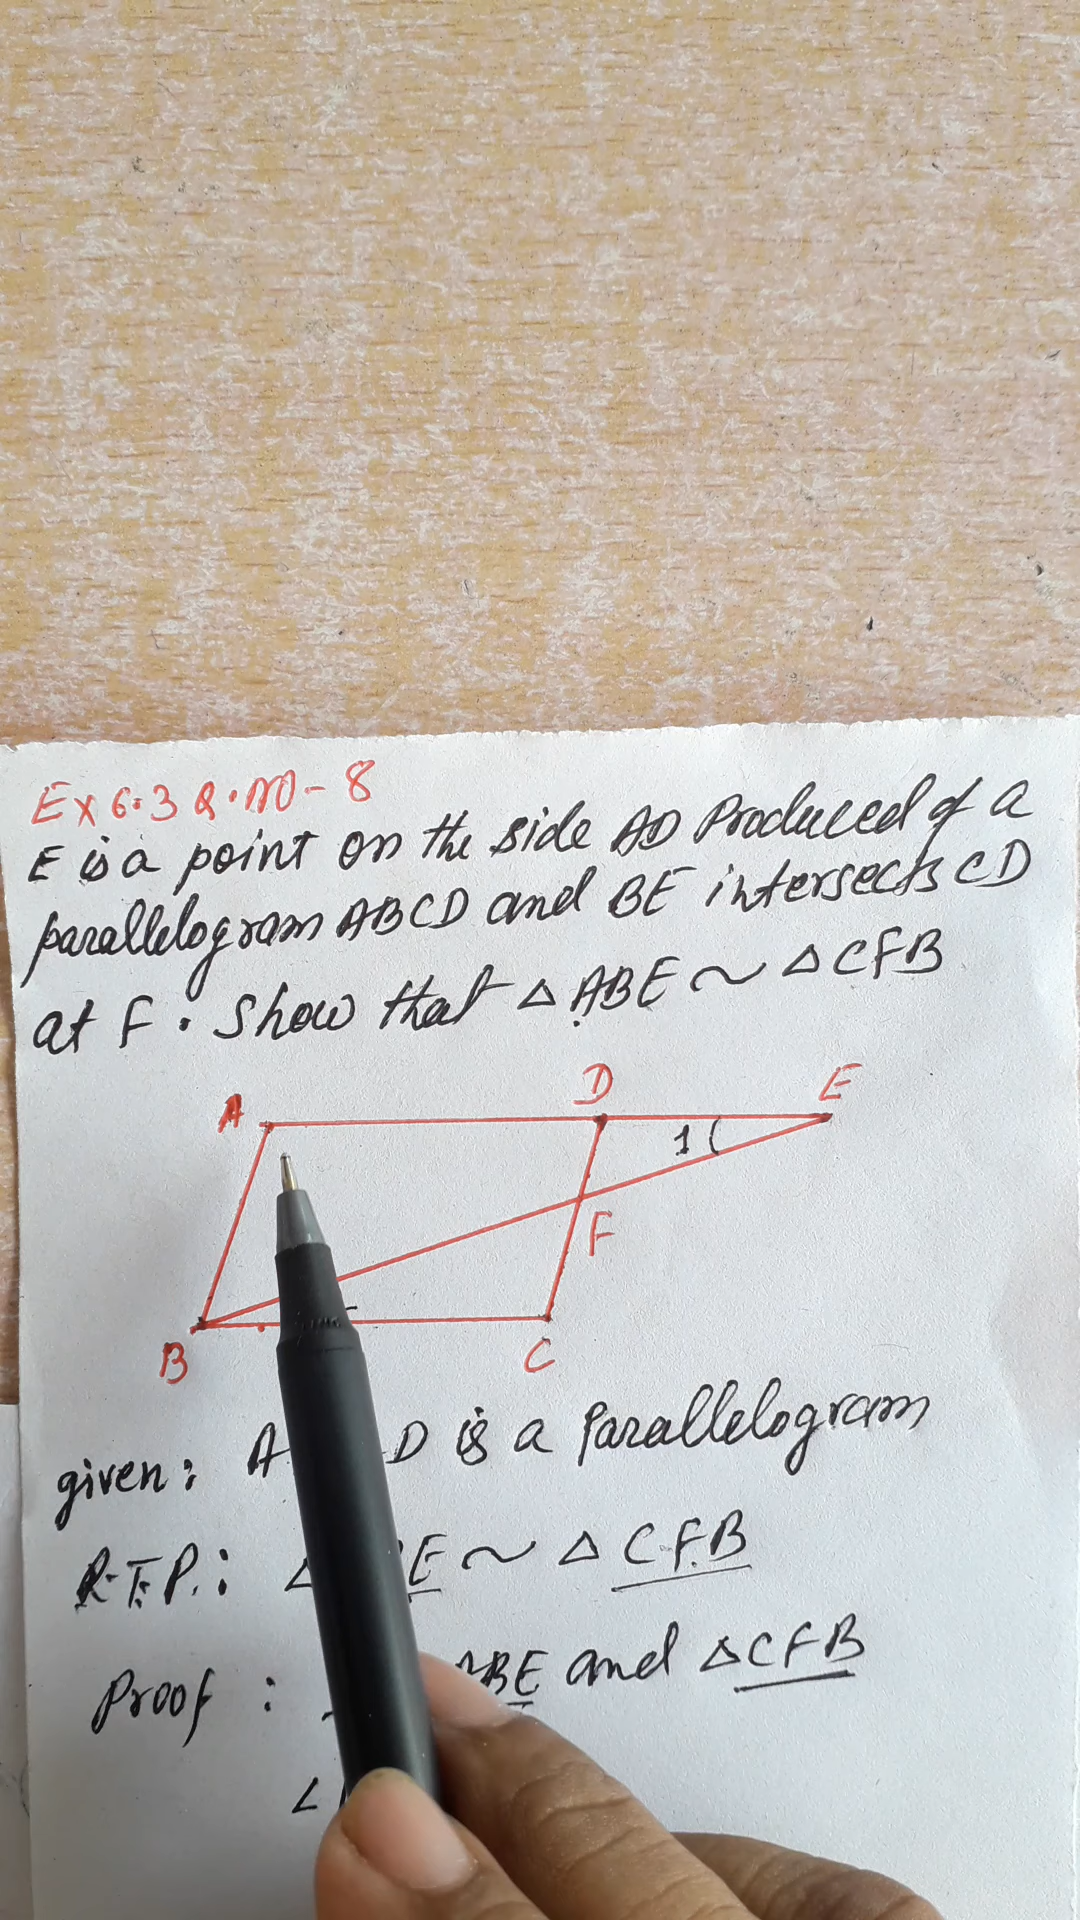 Ex 6.3 Q.NO-8
E is a point on the side AD Produced of a
parallelogram ABCD and BE intersects CD
at F. Show that △ABE ~ △CFB
A D E
1
F
B C
given: A D is a Parallelogram
R.T.P.: △ E ~ △CFB
Proof: BE and △CFB
∠